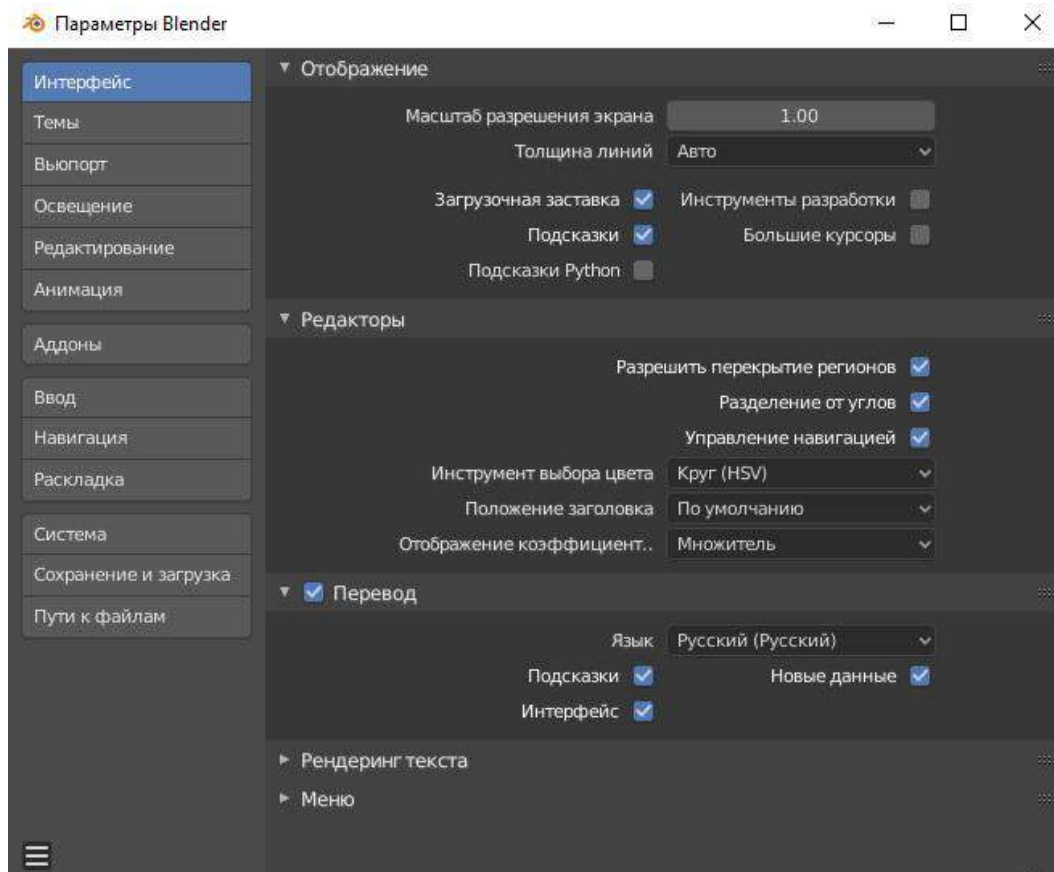 Параметры Blender
Интерфейс
Темы
Вьюпорт
Освещение
Редактирование
Анимация
Аддоны
Ввод
Навигация
Раскладка
Система
Сохранение и загрузка
Пути к файлам
Отображение
Масштаб разрешения экрана 1.00
Толщина линий Авто
Загрузочная заставка Инструменты разработки
Подсказки Большие курсоры
Подсказки Python
Редакторы
Разрешить перекрытие регионов
Разделение от углов
Управление навигацией
Инструмент выбора цвета Круг (HSV)
Положение заголовка По умолчанию
Отображение коэффициент.. Множитель
Перевод
Язык Русский (Русский)
Подсказки Новые данные
Интерфейс
Рендеринг текста
Меню